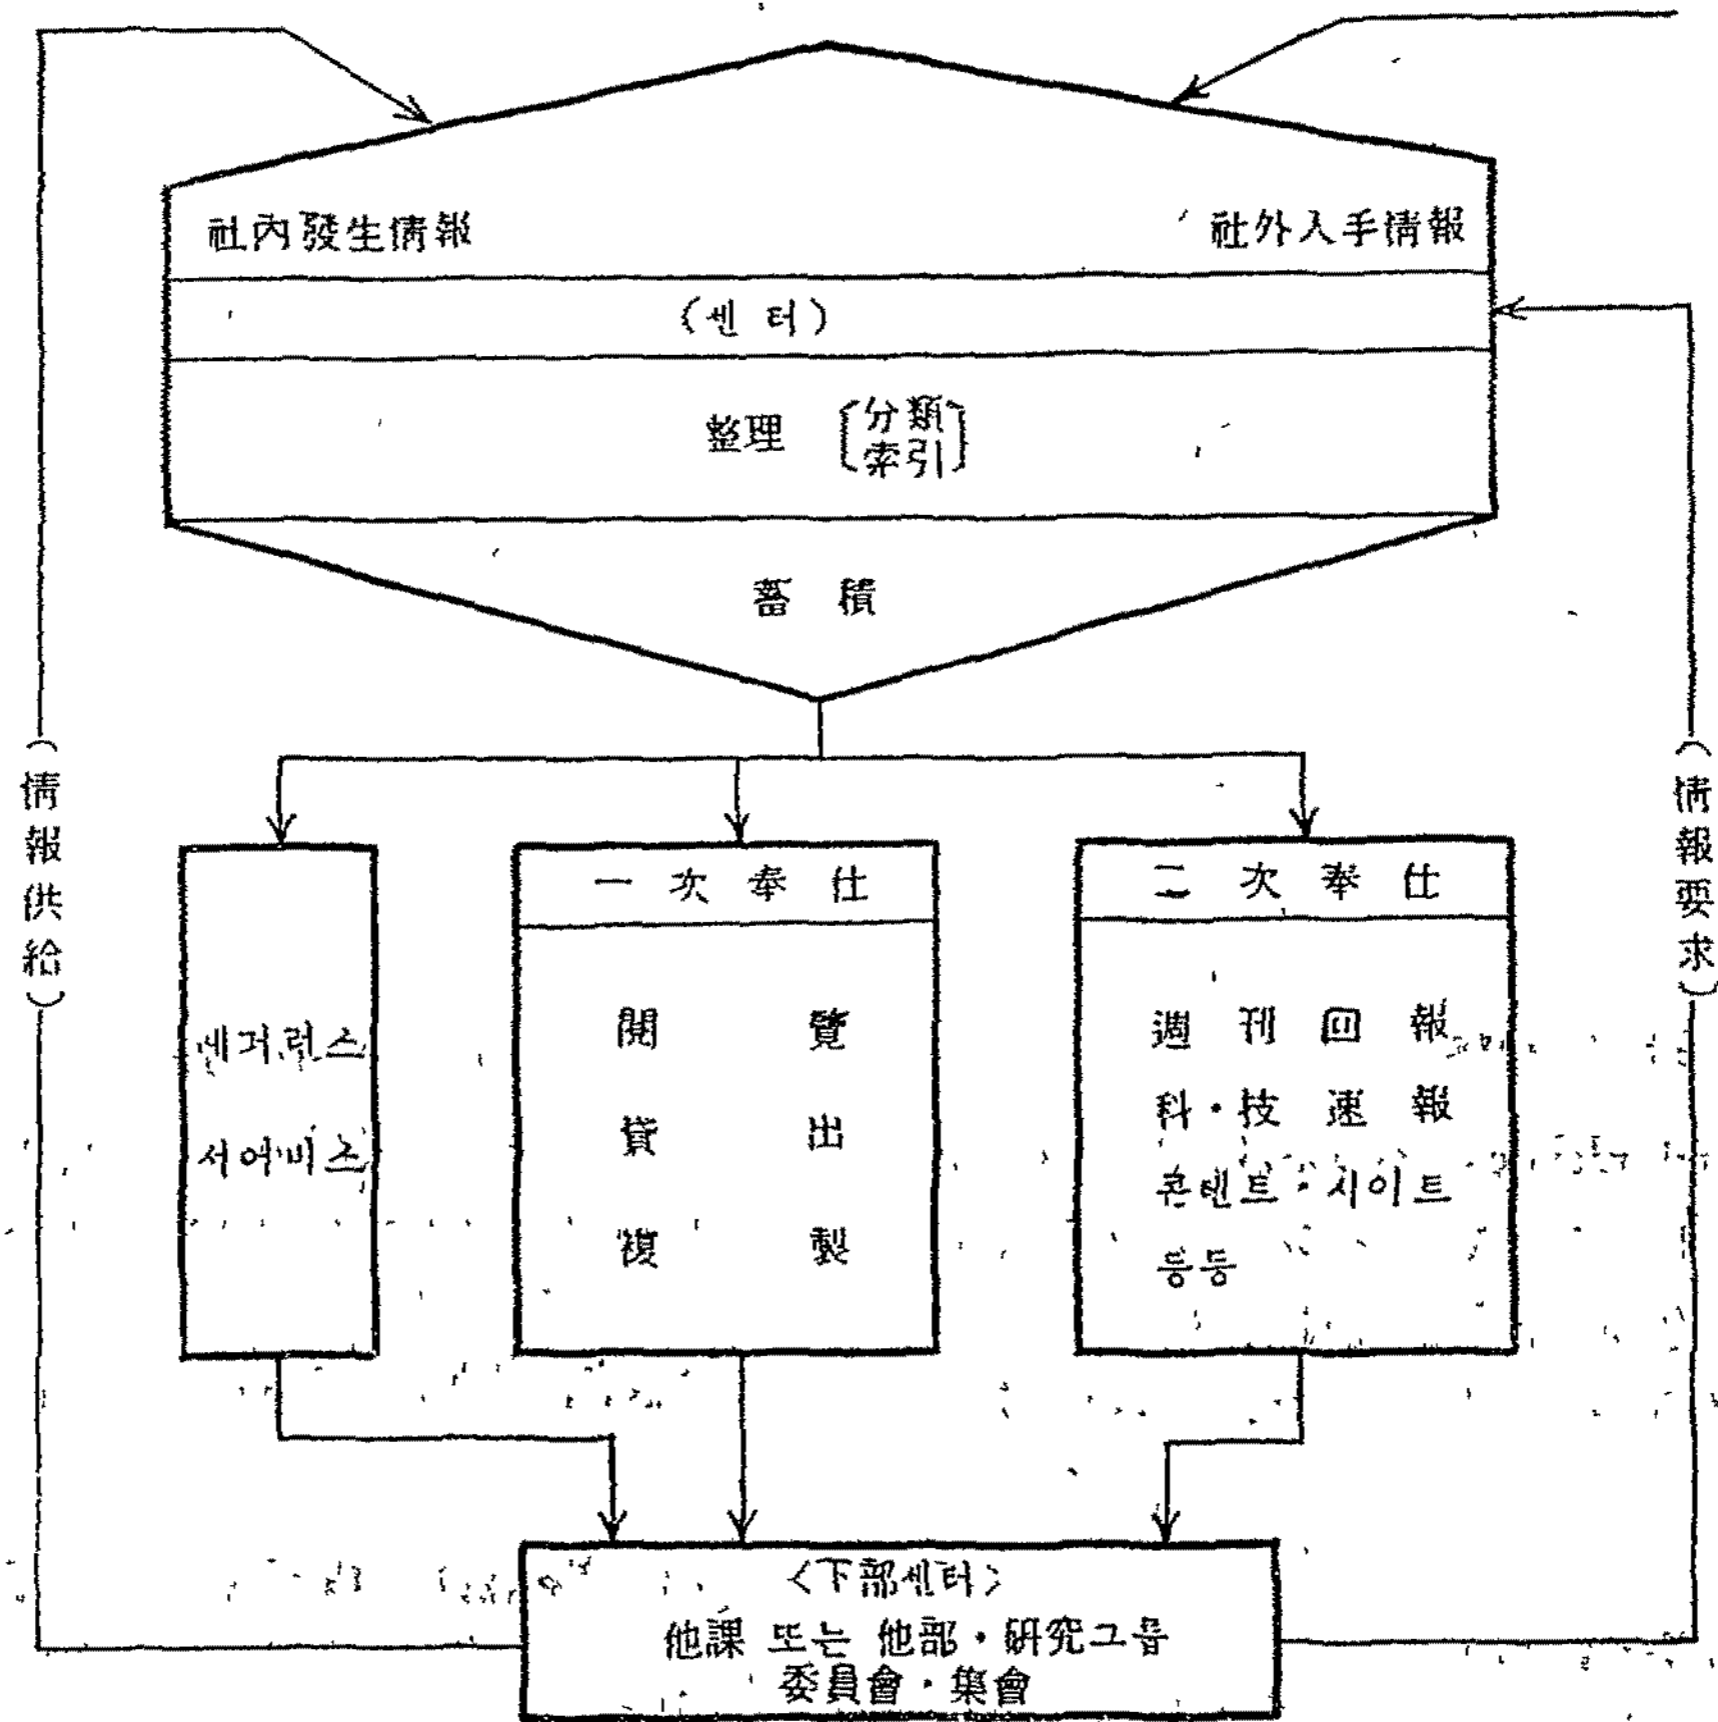 社內發生情報
社外入手情報
(센 터)
整理
分類
索引
蓄 積
(情報供給)
(情報要求)
레거런스
서어비스
一 次 奉 仕
閱 覽
貸 出
複 製
二 次 奉 仕
週 刊 回 報
科・技 速 報
콘텐트・시이트
등등
〈下部센터〉
他課 또는 他部・硏究그룹
委員會・集會